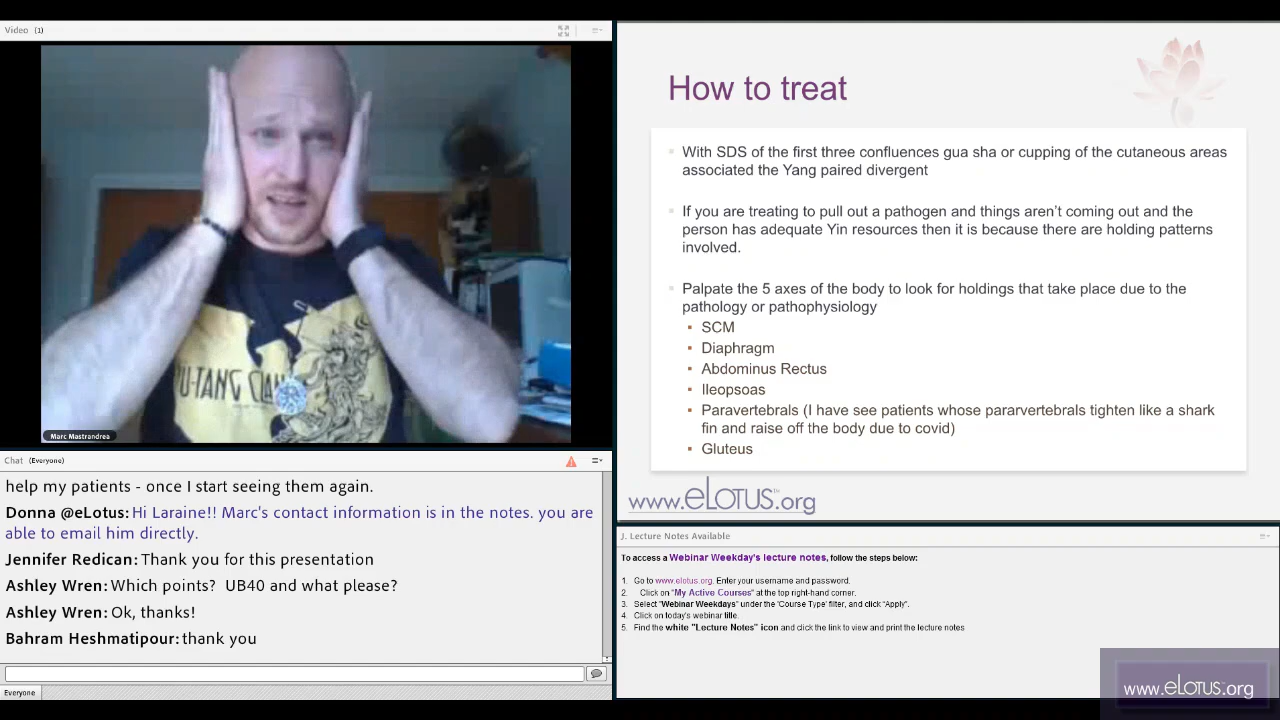 Video (1)
WU-TANG CLAN
Marc Mastrandrea
Chat (Everyone)
help my patients - once I start seeing them again.
Donna @eLotus: Hi Laraine!! Marc's contact information is in the notes. you are
able to email him directly.
Jennifer Redican: Thank you for this presentation
Ashley Wren: Which points?  UB40 and what please?
Ashley Wren: Ok, thanks!
Bahram Heshmatipour: thank you
Everyone
How to treat
With SDS of the first three confluences gua sha or cupping of the cutaneous areas
associated the Yang paired divergent
If you are treating to pull out a pathogen and things aren't coming out and the
person has adequate Yin resources then it is because there are holding patterns
involved.
Palpate the 5 axes of the body to look for holdings that take place due to the
pathology or pathophysiology
SCM
Diaphragm
Abdominus Rectus
Ileopsoas
Paravertebrals (I have see patients whose pararvertebrals tighten like a shark
fin and raise off the body due to covid)
Gluteus
www.eLOTUS.org
J. Lecture Notes Available
To access a Webinar Weekday's lecture notes, follow the steps below:
1. Go to www.elotus.org. Enter your username and password.
2. Click on "My Active Courses" at the top right-hand corner.
3. Select "Webinar Weekdays" under the 'Course Type' filter, and click "Apply".
4. Click on today's webinar title.
5. Find the white "Lecture Notes" icon and click the link to view and print the lecture notes
www.eLOTUS.org